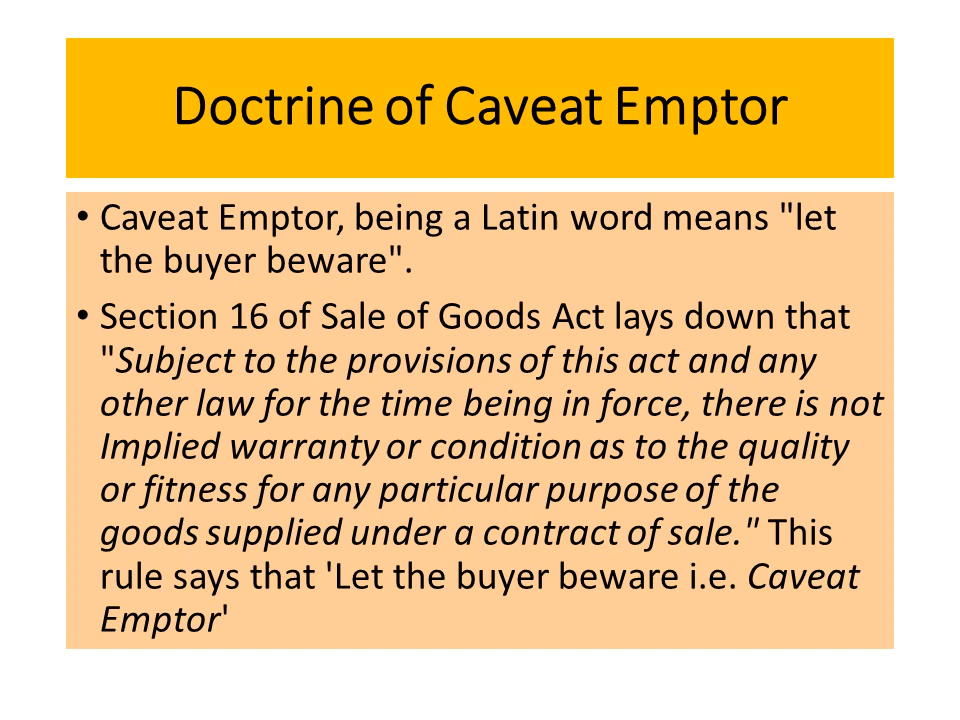 Doctrine of Caveat Emptor
• Caveat Emptor, being a Latin word means "let
the buyer beware".
• Section 16 of Sale of Goods Act lays down that
"Subject to the provisions of this act and any
other law for the time being in force, there is not
Implied warranty or condition as to the quality
or fitness for any particular purpose of the
goods supplied under a contract of sale." This
rule says that 'Let the buyer beware i.e. Caveat
Emptor'